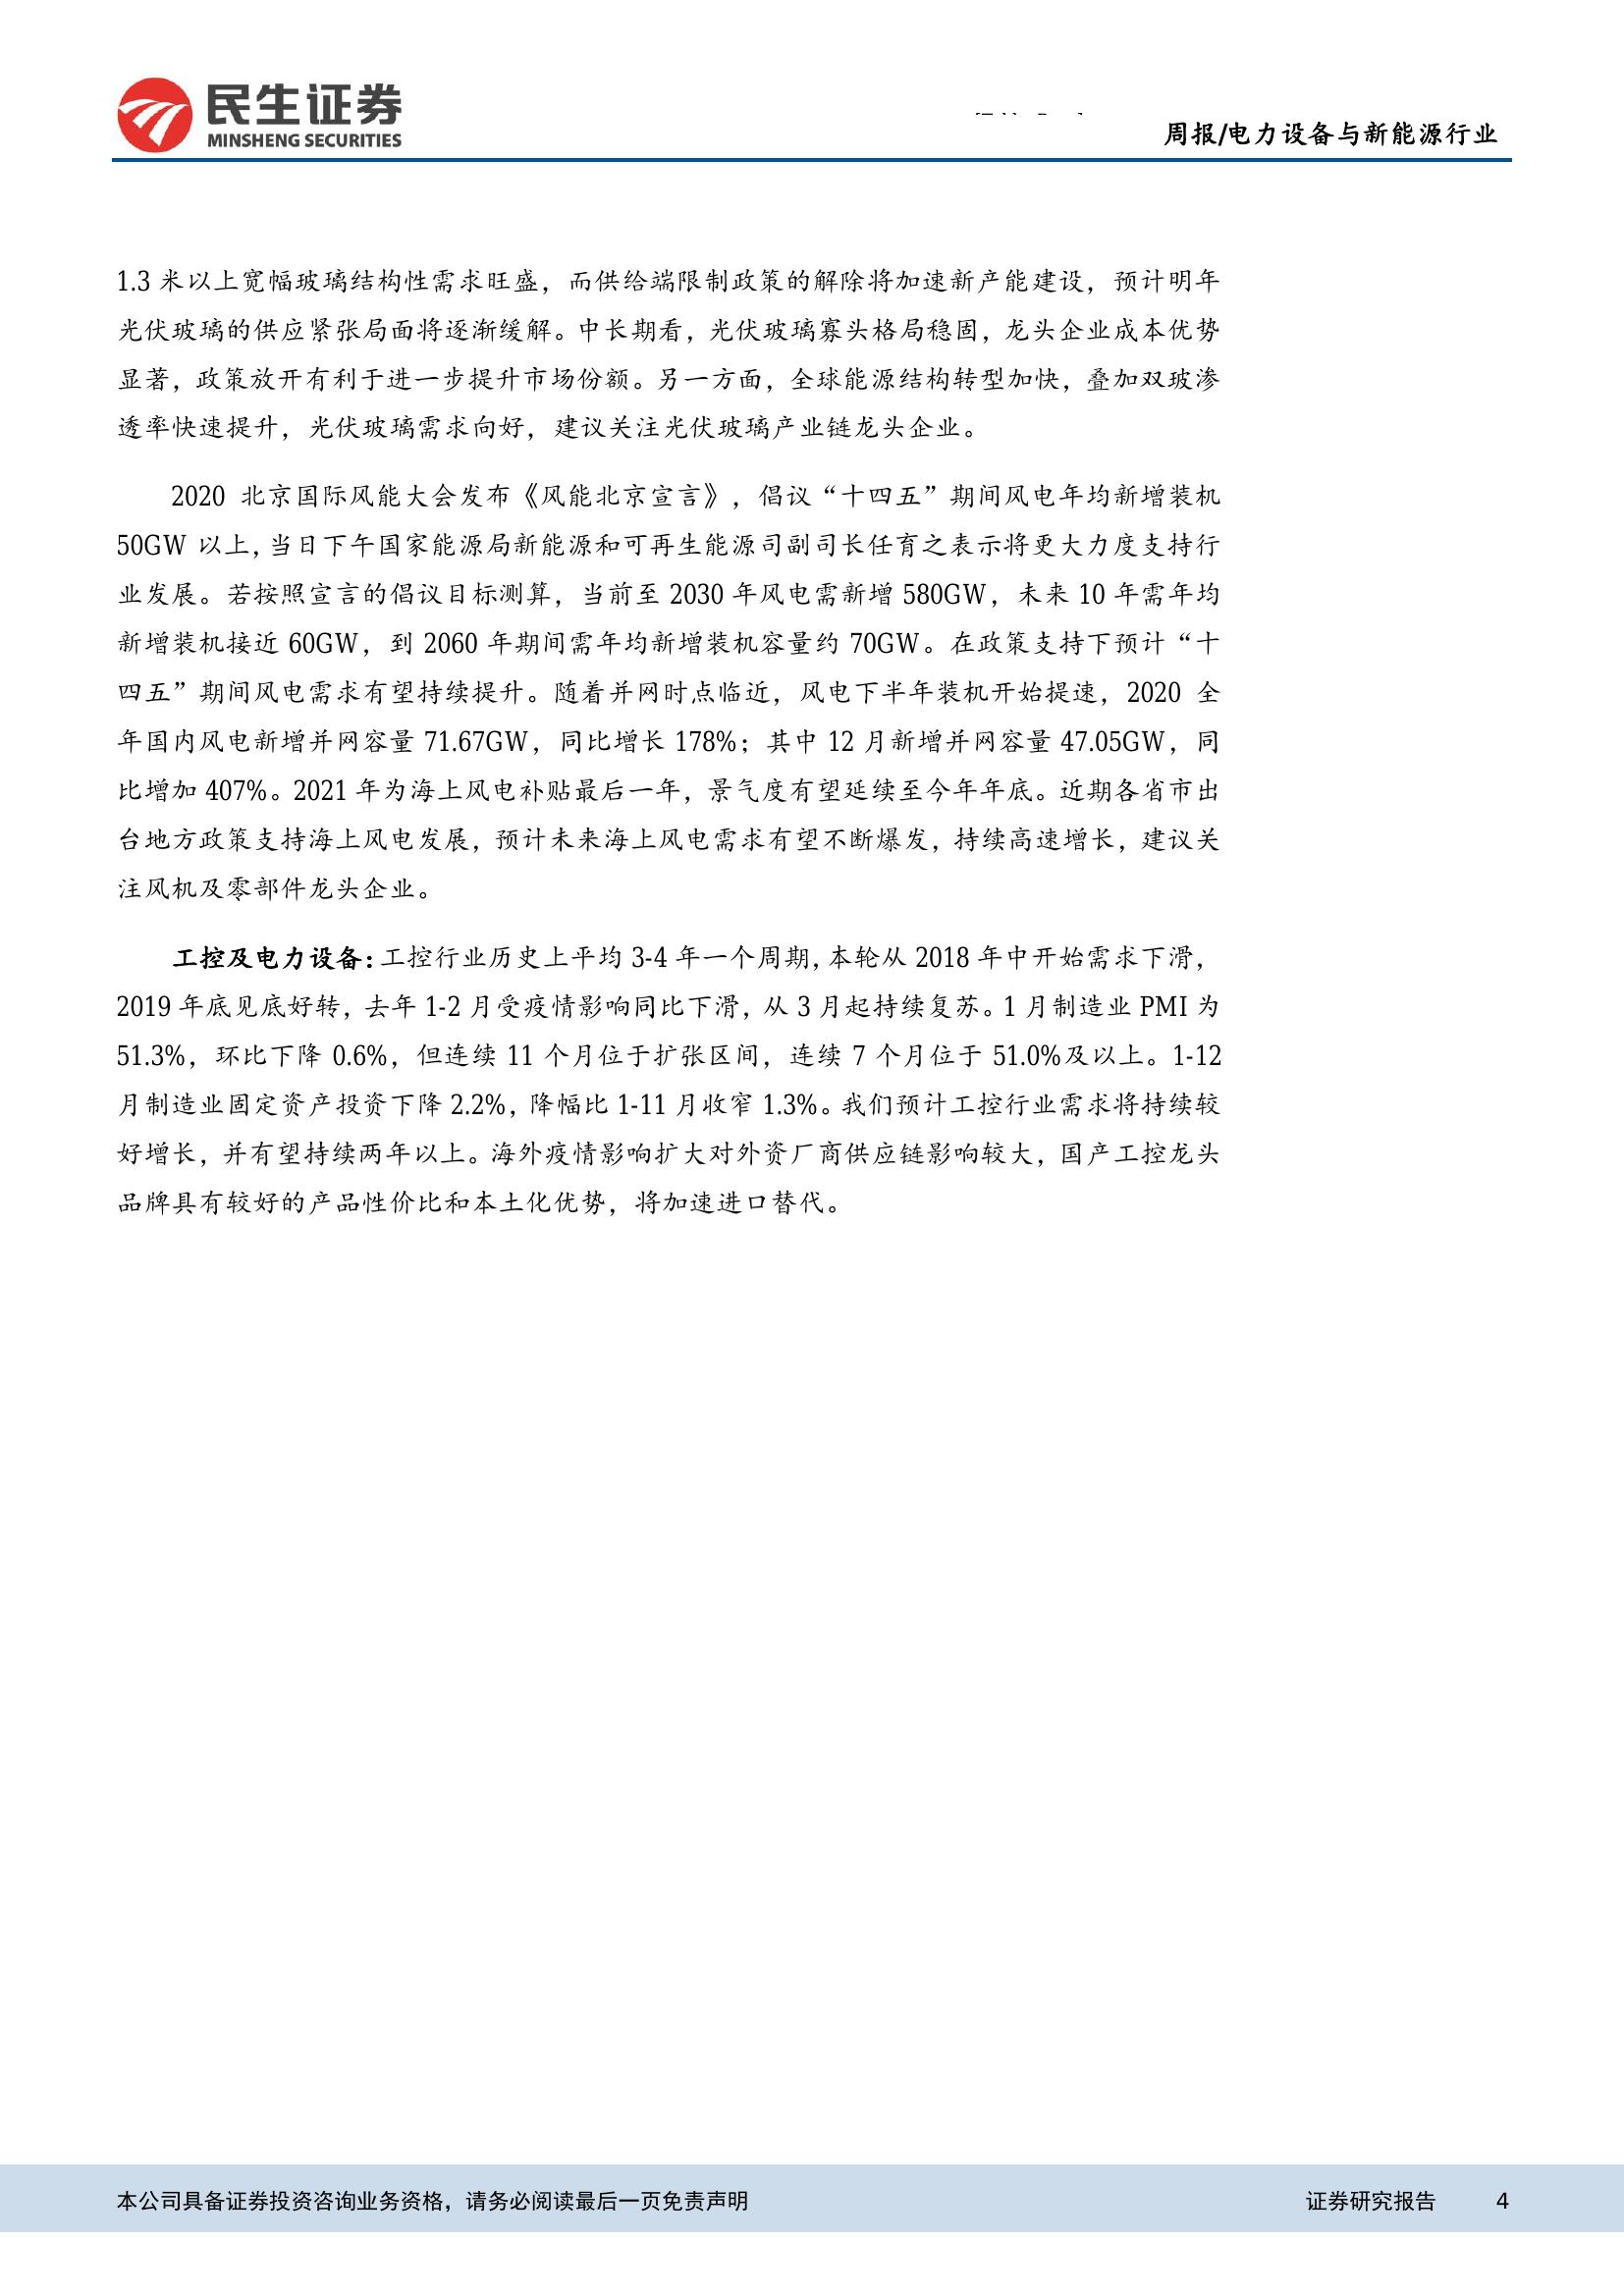 民生证券
MINSHENG SECURITIES
周报/电力设备与新能源行业
1.3 米以上宽幅玻璃结构性需求旺盛，而供给端限制政策的解除将加速新产能建设，预计明年
光伏玻璃的供应紧张局面将逐渐缓解。中长期看，光伏玻璃寡头格局稳固，龙头企业成本优势
显著，政策放开有利于进一步提升市场份额。另一方面，全球能源结构转型加快，叠加双玻渗
透率快速提升，光伏玻璃需求向好，建议关注光伏玻璃产业链龙头企业。
2020 北京国际风能大会发布《风能北京宣言》，倡议“十四五”期间风电年均新增装机
50GW 以上，当日下午国家能源局新能源和可再生能源司副司长任育之表示将更大力度支持行
业发展。若按照宣言的倡议目标测算，当前至 2030 年风电需新增 580GW，未来 10 年需年均
新增装机接近 60GW，到 2060 年期间需年均新增装机容量约 70GW。在政策支持下预计“十
四五”期间风电需求有望持续提升。随着并网时点临近，风电下半年装机开始提速，2020 全
年国内风电新增并网容量 71.67GW，同比增长 178%；其中 12 月新增并网容量 47.05GW，同
比增加 407%。2021 年为海上风电补贴最后一年，景气度有望延续至今年年底。近期各省市出
台地方政策支持海上风电发展，预计未来海上风电需求有望不断爆发，持续高速增长，建议关
注风机及零部件龙头企业。
工控及电力设备：工控行业历史上平均 3-4 年一个周期，本轮从 2018 年中开始需求下滑，
2019 年底见底好转，去年 1-2 月受疫情影响同比下滑，从 3 月起持续复苏。1 月制造业 PMI 为
51.3%，环比下降 0.6%，但连续 11 个月位于扩张区间，连续 7 个月位于 51.0%及以上。1-12
月制造业固定资产投资下降 2.2%，降幅比 1-11 月收窄 1.3%。我们预计工控行业需求将持续较
好增长，并有望持续两年以上。海外疫情影响扩大对外资厂商供应链影响较大，国产工控龙头
品牌具有较好的产品性价比和本土化优势，将加速进口替代。
本公司具备证券投资咨询业务资格，请务必阅读最后一页免责声明
证券研究报告 4